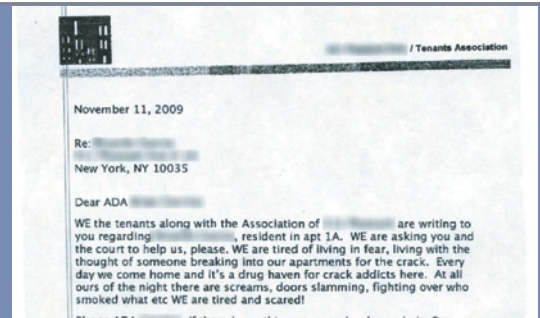 / Tenants Association
November 11, 2009
Re:
New York, NY 10035
Dear ADA
WE the tenants along with the Association of are writing to
you regarding , resident in apt 1A. WE are asking you and
the court to help us, please. WE are tired of living in fear, living with the
thought of someone breaking into our apartments for the crack. Every
day we come home and it's a drug haven for crack addicts here. At all
ours of the night there are screams, doors slamming, fighting over who
smoked what etc WE are tired and scared!